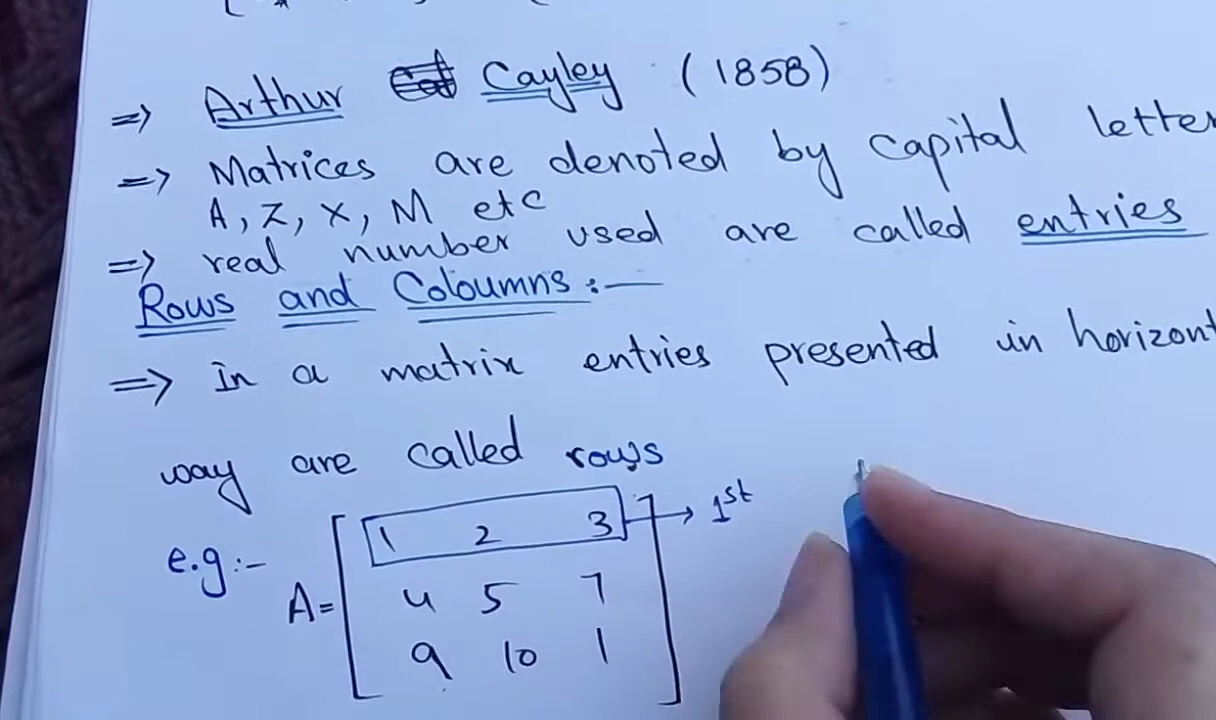 => Arthur Cayley (1858)
=> Matrices are denoted by capital letter
A, Z, X, M etc
=> real number used are called entries
Rows and Coloumns :—
=> in a matrix entries presented in horizont
way are called rows
e.g:- A= [ 1 2 3 ] → 1st
4 5 7
9 10 1